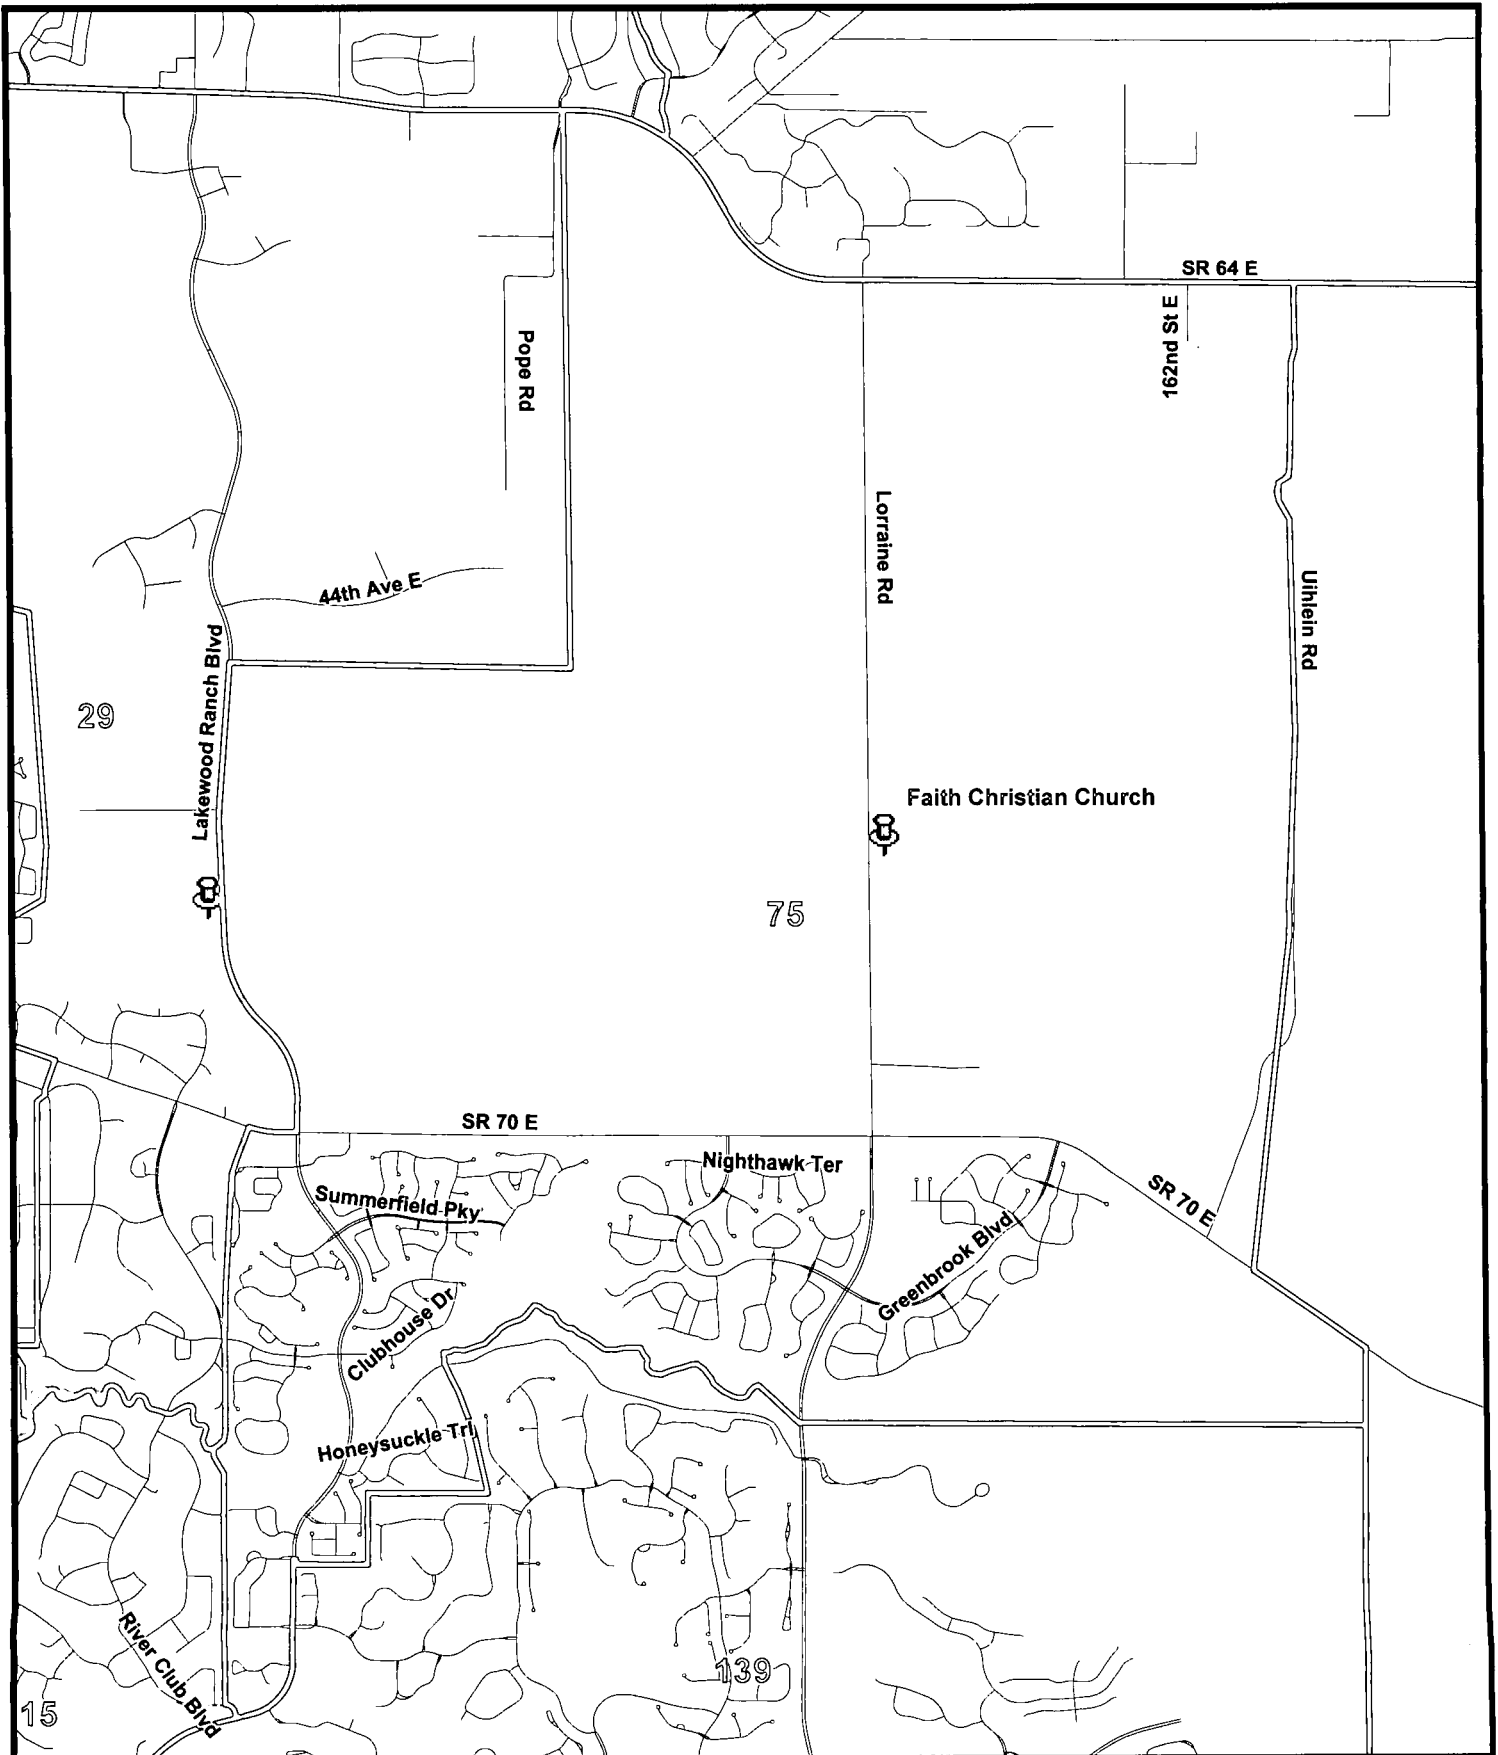 SR 64 E
162nd St E
Pope Rd
Lorraine Rd
44th Ave E
Uihlein Rd
Lakewood Ranch Blvd
29
Faith Christian Church
75
SR 70 E
Nighthawk Ter
Summerfield Pky
SR 70 E
Greenbrook Blvd
Clubhouse Dr
Honeysuckle Trl
River Club Blvd
139
15